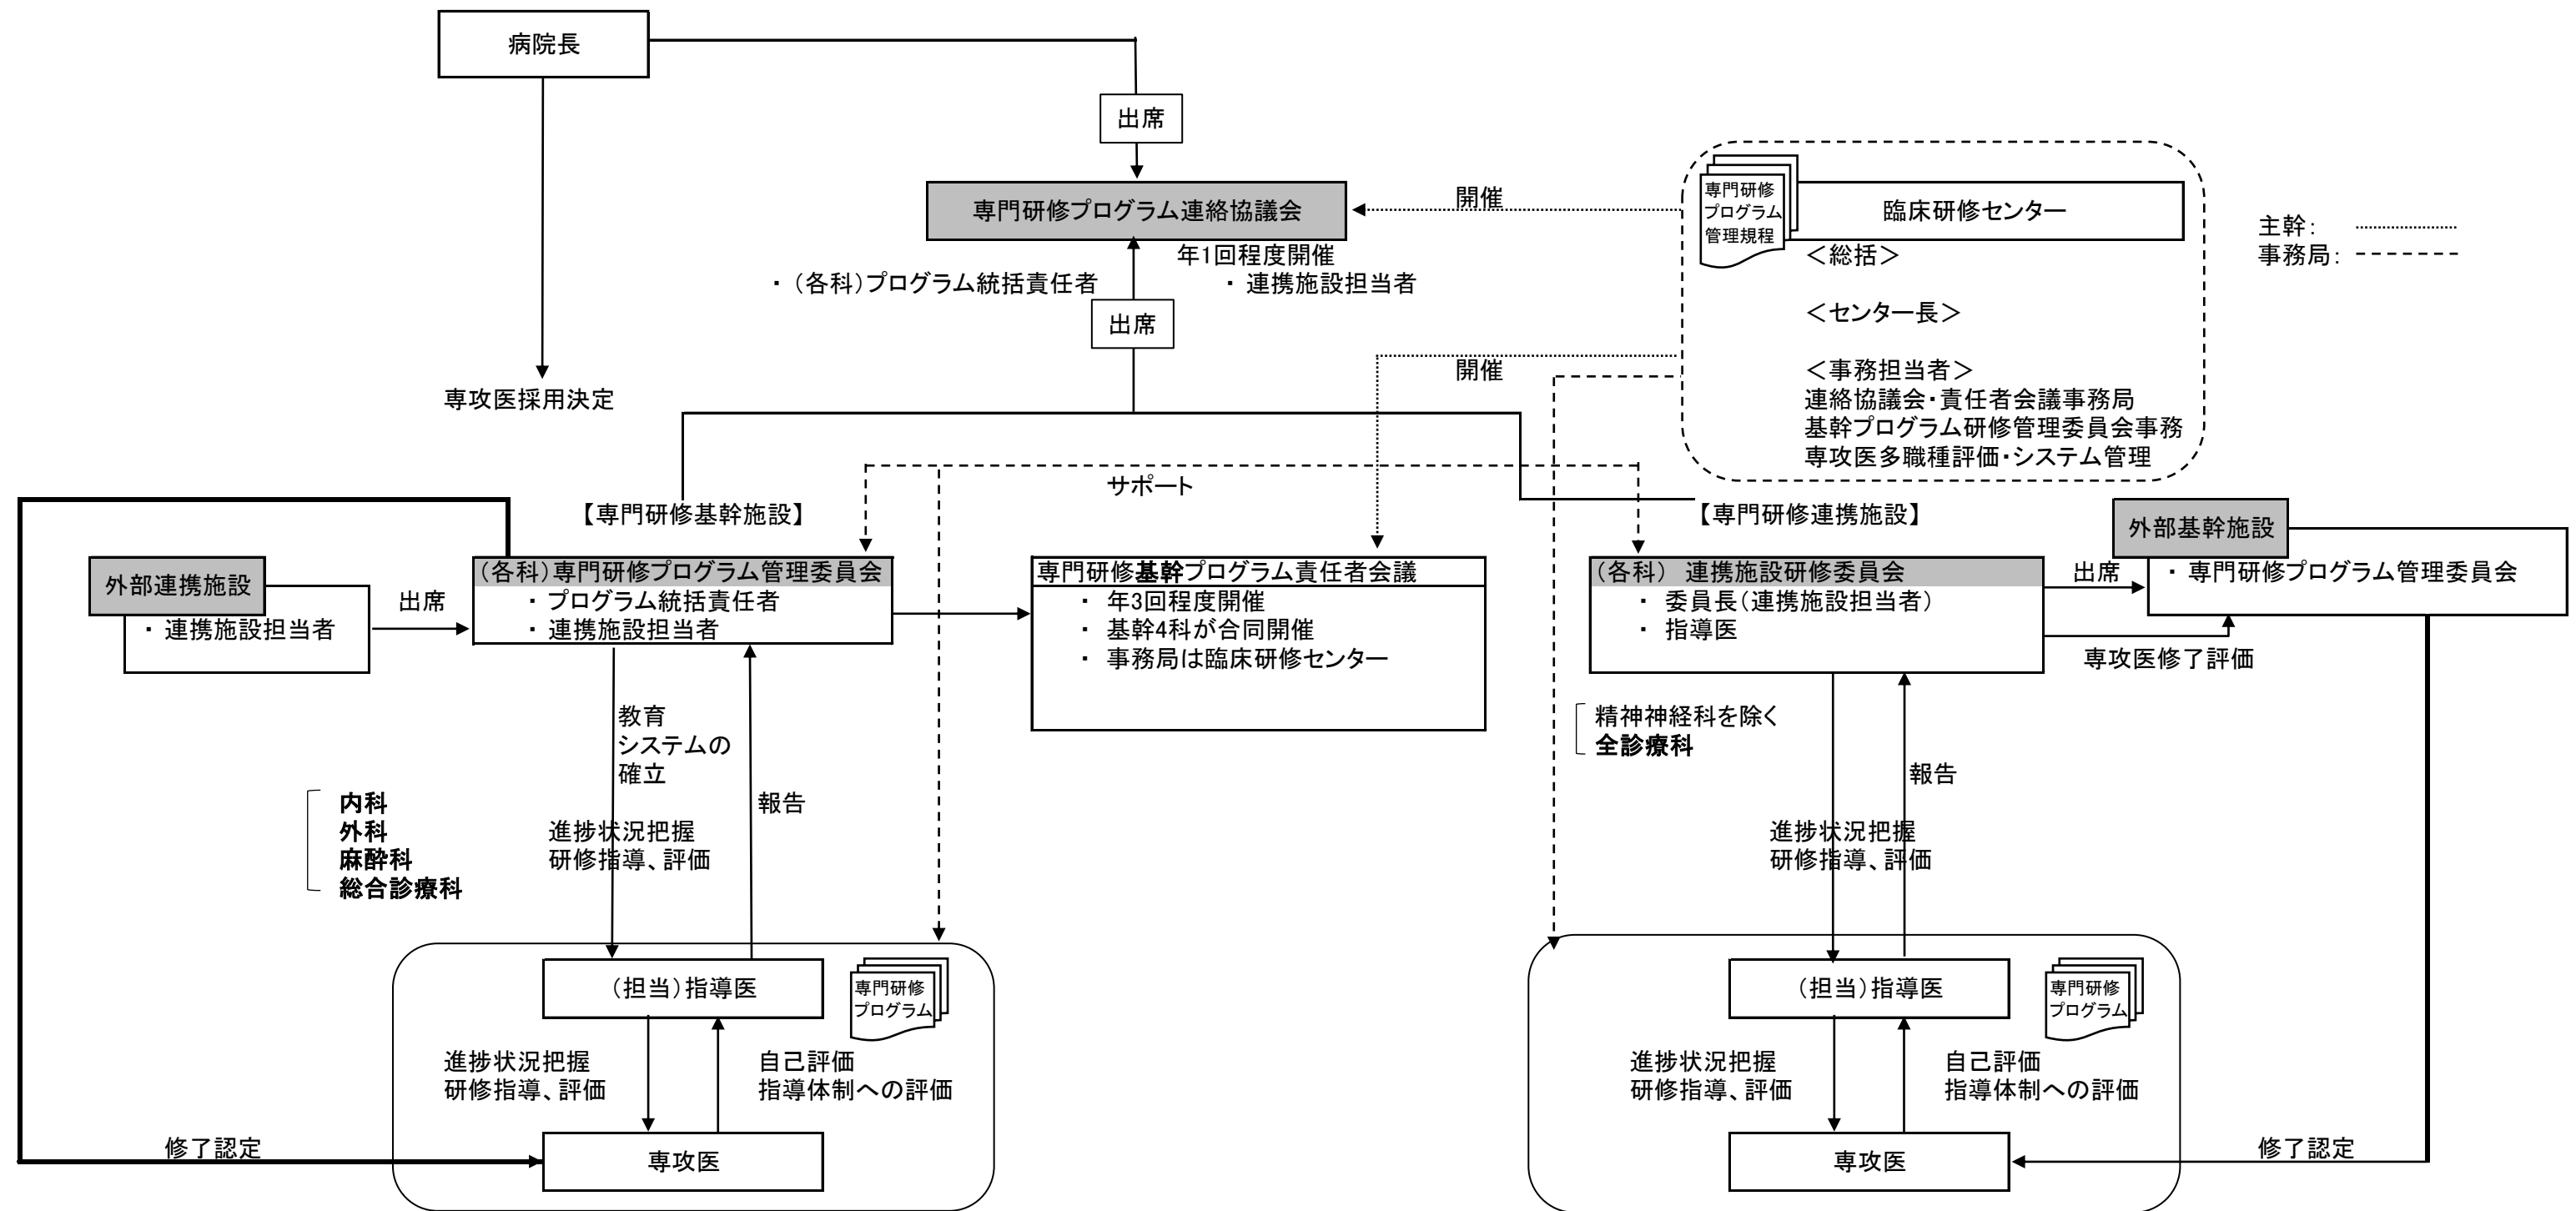 病院長
出席
専門研修プログラム連絡協議会
開催
専門研修
プログラム
管理規程
臨床研修センター
主幹:
事務局:
年1回程度開催
・(各科)プログラム統括責任者
・連携施設担当者
出席
<総括>
<センター長>
<事務担当者>
連絡協議会・責任者会議事務局
基幹プログラム研修管理委員会事務
専攻医多職種評価・システム管理
開催
専攻医採用決定
サポート
【専門研修基幹施設】
【専門研修連携施設】
外部連携施設
・連携施設担当者
出席
(各科)専門研修プログラム管理委員会
・プログラム統括責任者
・連携施設担当者
専門研修基幹プログラム責任者会議
・ 年3回程度開催
・ 基幹4科が合同開催
・ 事務局は臨床研修センター
(各科) 連携施設研修委員会
・ 委員長(連携施設担当者)
・ 指導医
出席
外部基幹施設
・専門研修プログラム管理委員会
専攻医修了評価
教育
システムの
確立
報告
内科
外科
麻酔科
総合診療科
進捗状況把握
研修指導、評価
精神神経科を除く
全診療科
報告
進捗状況把握
研修指導、評価
(担当)指導医
専門研修
プログラム
進捗状況把握
研修指導、評価
自己評価
指導体制への評価
修了認定
専攻医
(担当)指導医
専門研修
プログラム
進捗状況把握
研修指導、評価
自己評価
指導体制への評価
専攻医
修了認定